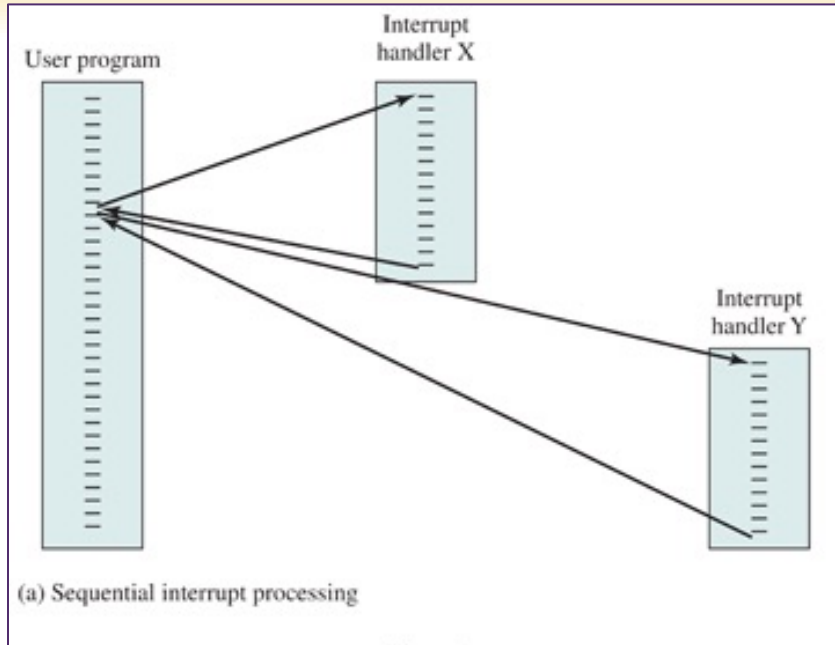 Interrupt
handler X
User program
Interrupt
handler Y
(a) Sequential interrupt processing